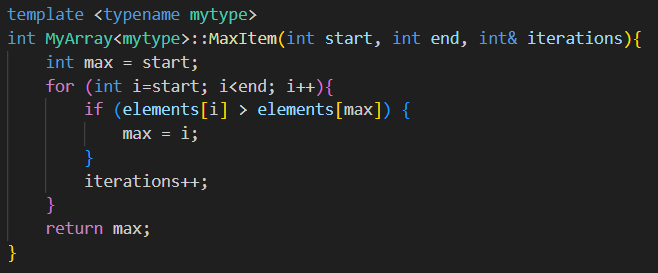 template <typename mytype>
int MyArray<mytype>::MaxItem(int start, int end, int& iterations){
    int max = start;
    for (int i=start; i<end; i++){
        if (elements[i] > elements[max]) {
            max = i;
        }
        iterations++;
    }
    return max;
}